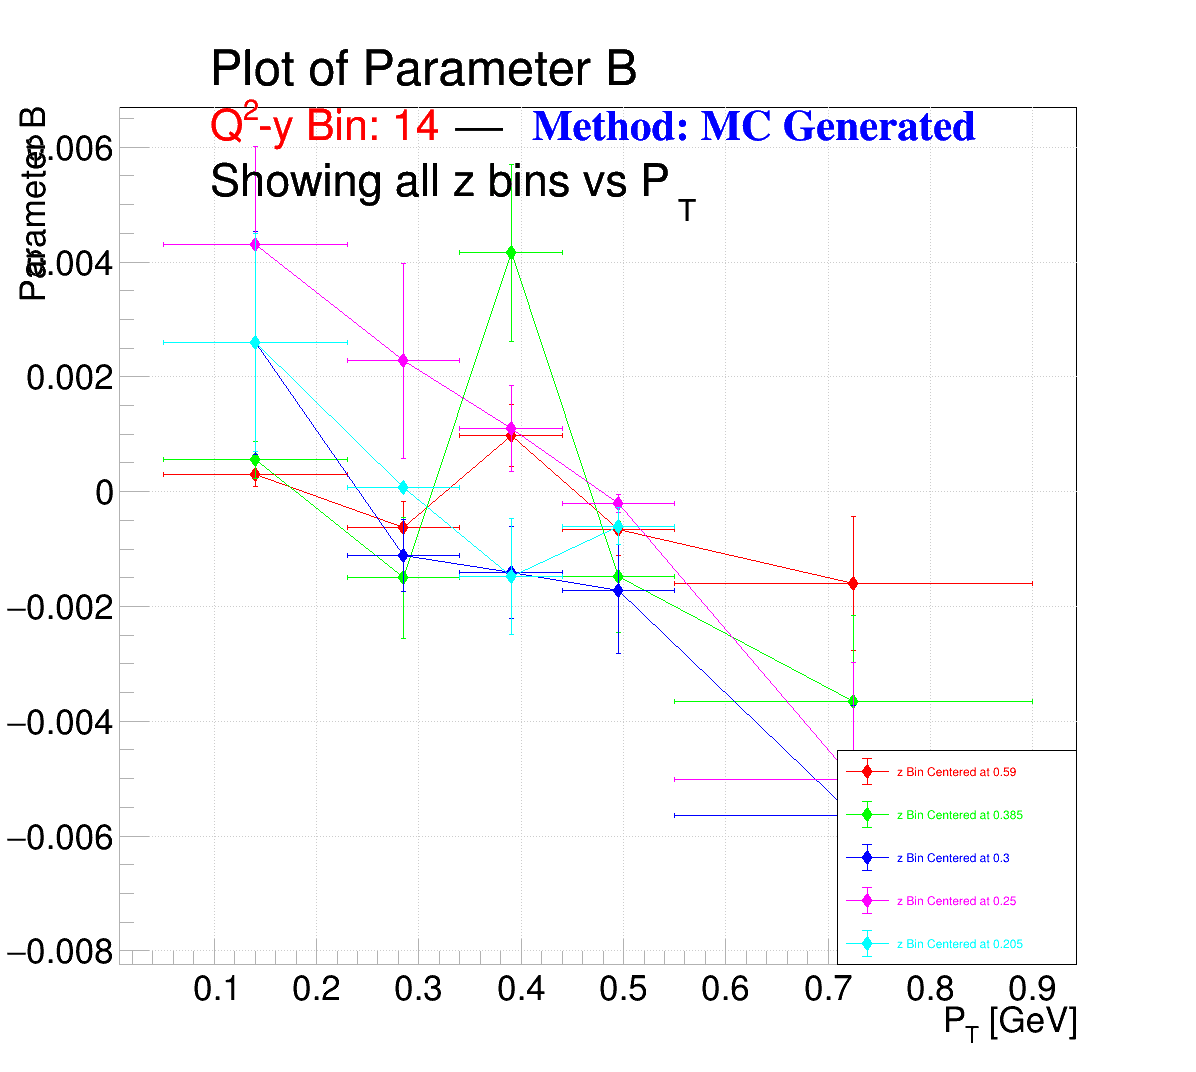 Plot of Parameter B
Q²-y Bin: 14 — Method: MC Generated
Showing all z bins vs P_T
Parameter B
0.006
0.004
0.002
0
−0.002
−0.004
−0.006
−0.008
z Bin Centered at 0.59
z Bin Centered at 0.385
z Bin Centered at 0.3
z Bin Centered at 0.25
z Bin Centered at 0.205
0.1 0.2 0.3 0.4 0.5 0.6 0.7 0.8 0.9
P_T [GeV]